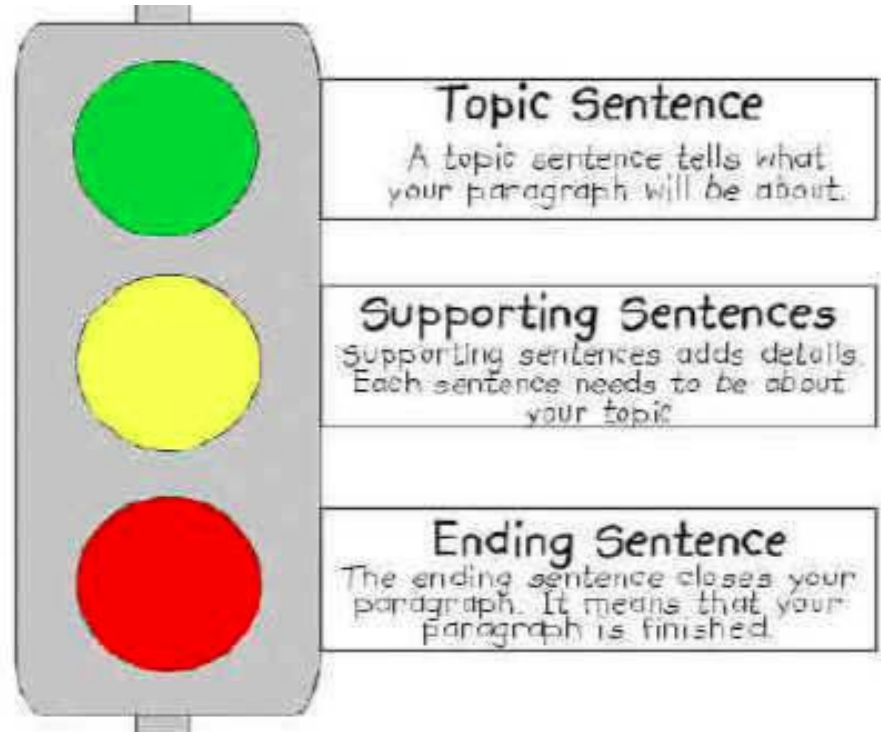 Topic Sentence
A topic sentence tells what
your paragraph will be about.
Supporting Sentences
Supporting sentences adds details.
Each sentence needs to be about
your topic
Ending Sentence
The ending sentence closes your
paragraph. It means that your
paragraph is finished.